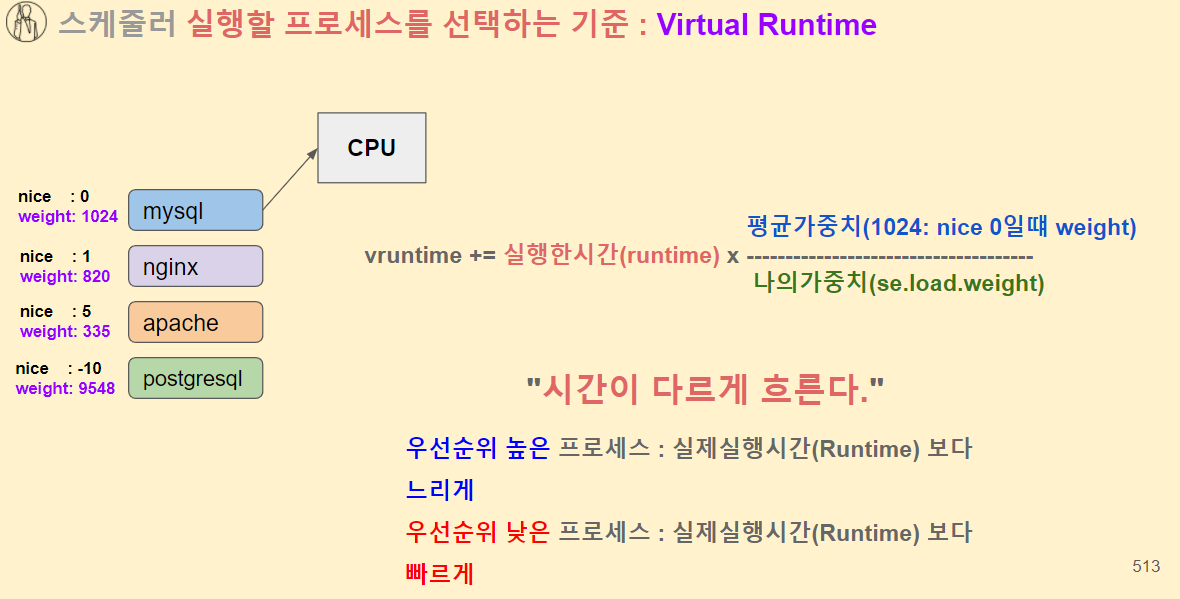 스케줄러 실행할 프로세스를 선택하는 기준 : Virtual Runtime
CPU
nice : 0
weight: 1024
mysql
nice : 1
weight: 820
nginx
nice : 5
weight: 335
apache
nice : -10
weight: 9548
postgresql
평균가중치(1024: nice 0일떄 weight)
vruntime += 실행한시간(runtime) x -------------------------------------
나의가중치(se.load.weight)
"시간이 다르게 흐른다."
우선순위 높은 프로세스 : 실제실행시간(Runtime) 보다
느리게
우선순위 낮은 프로세스 : 실제실행시간(Runtime) 보다
빠르게
513